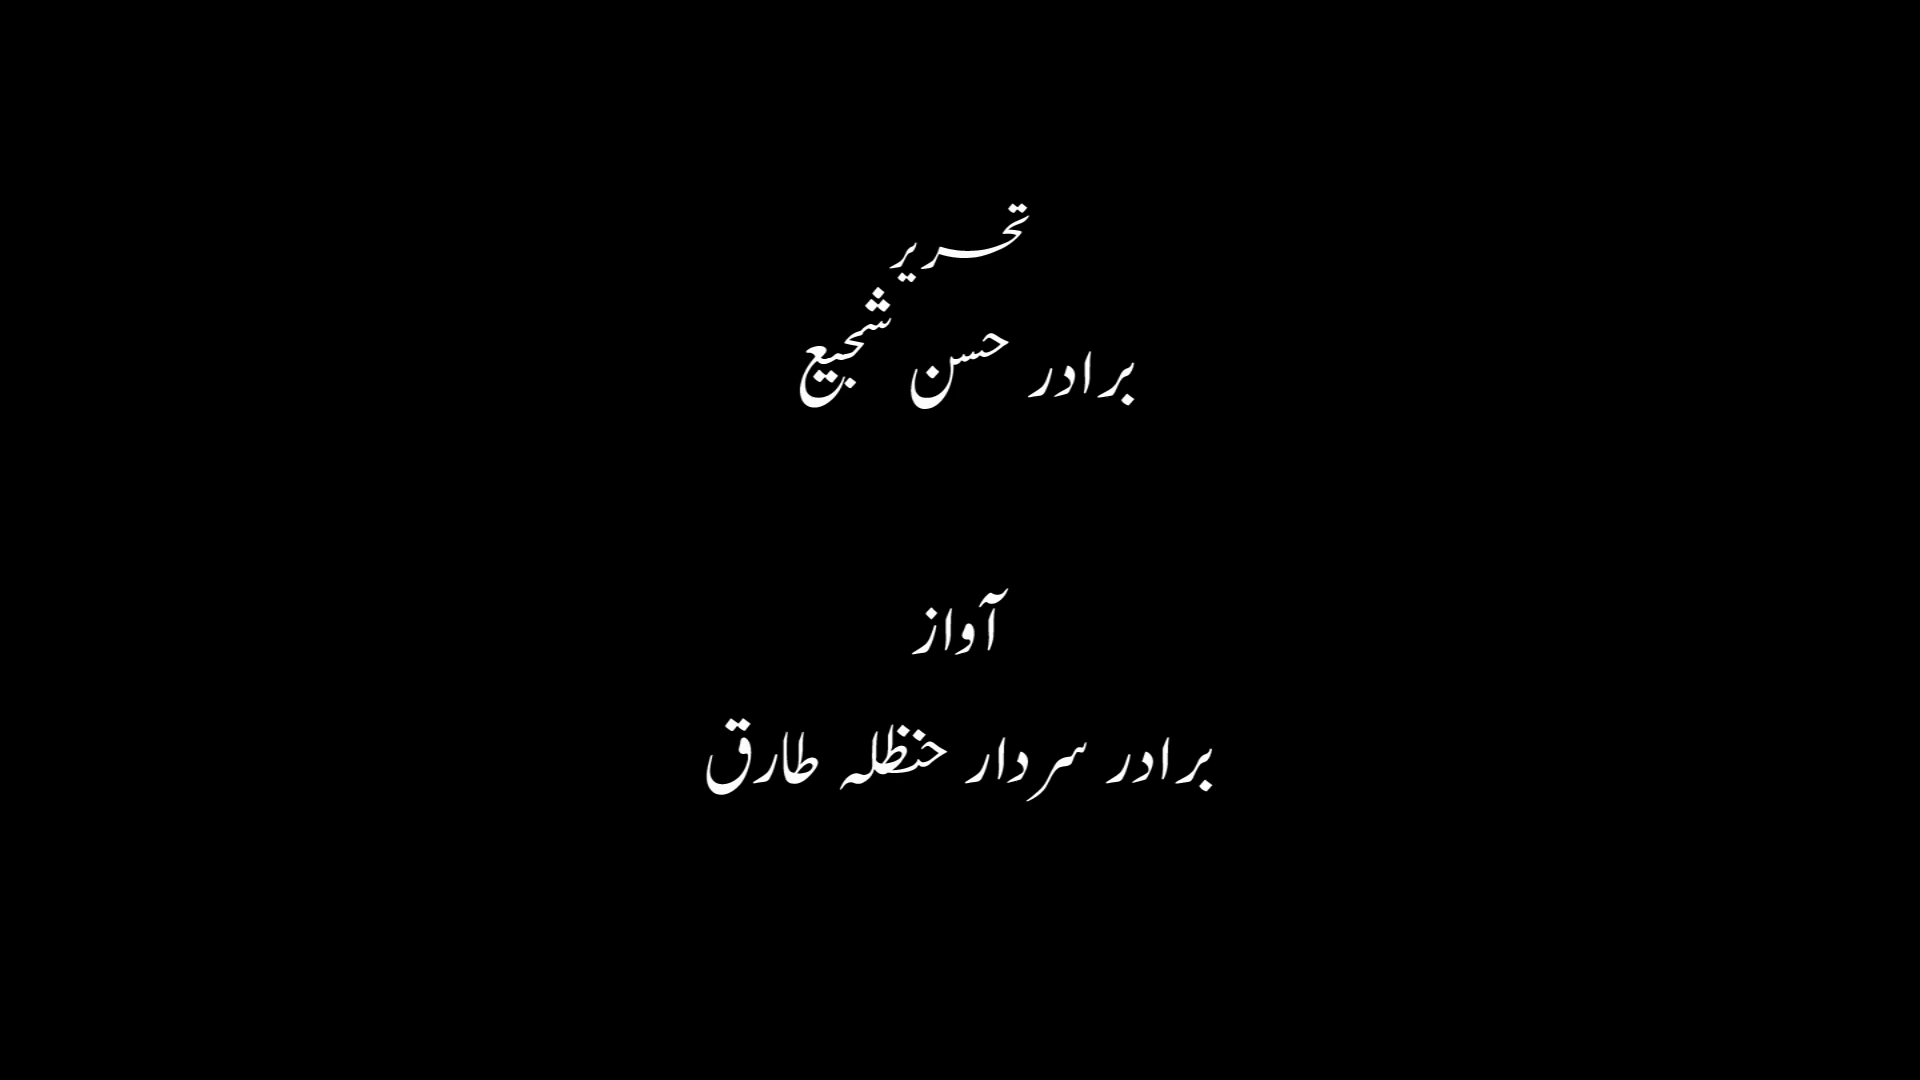 تحریر
برادر حسن شجیع
آواز
برادر سردار حنظلہ طارق